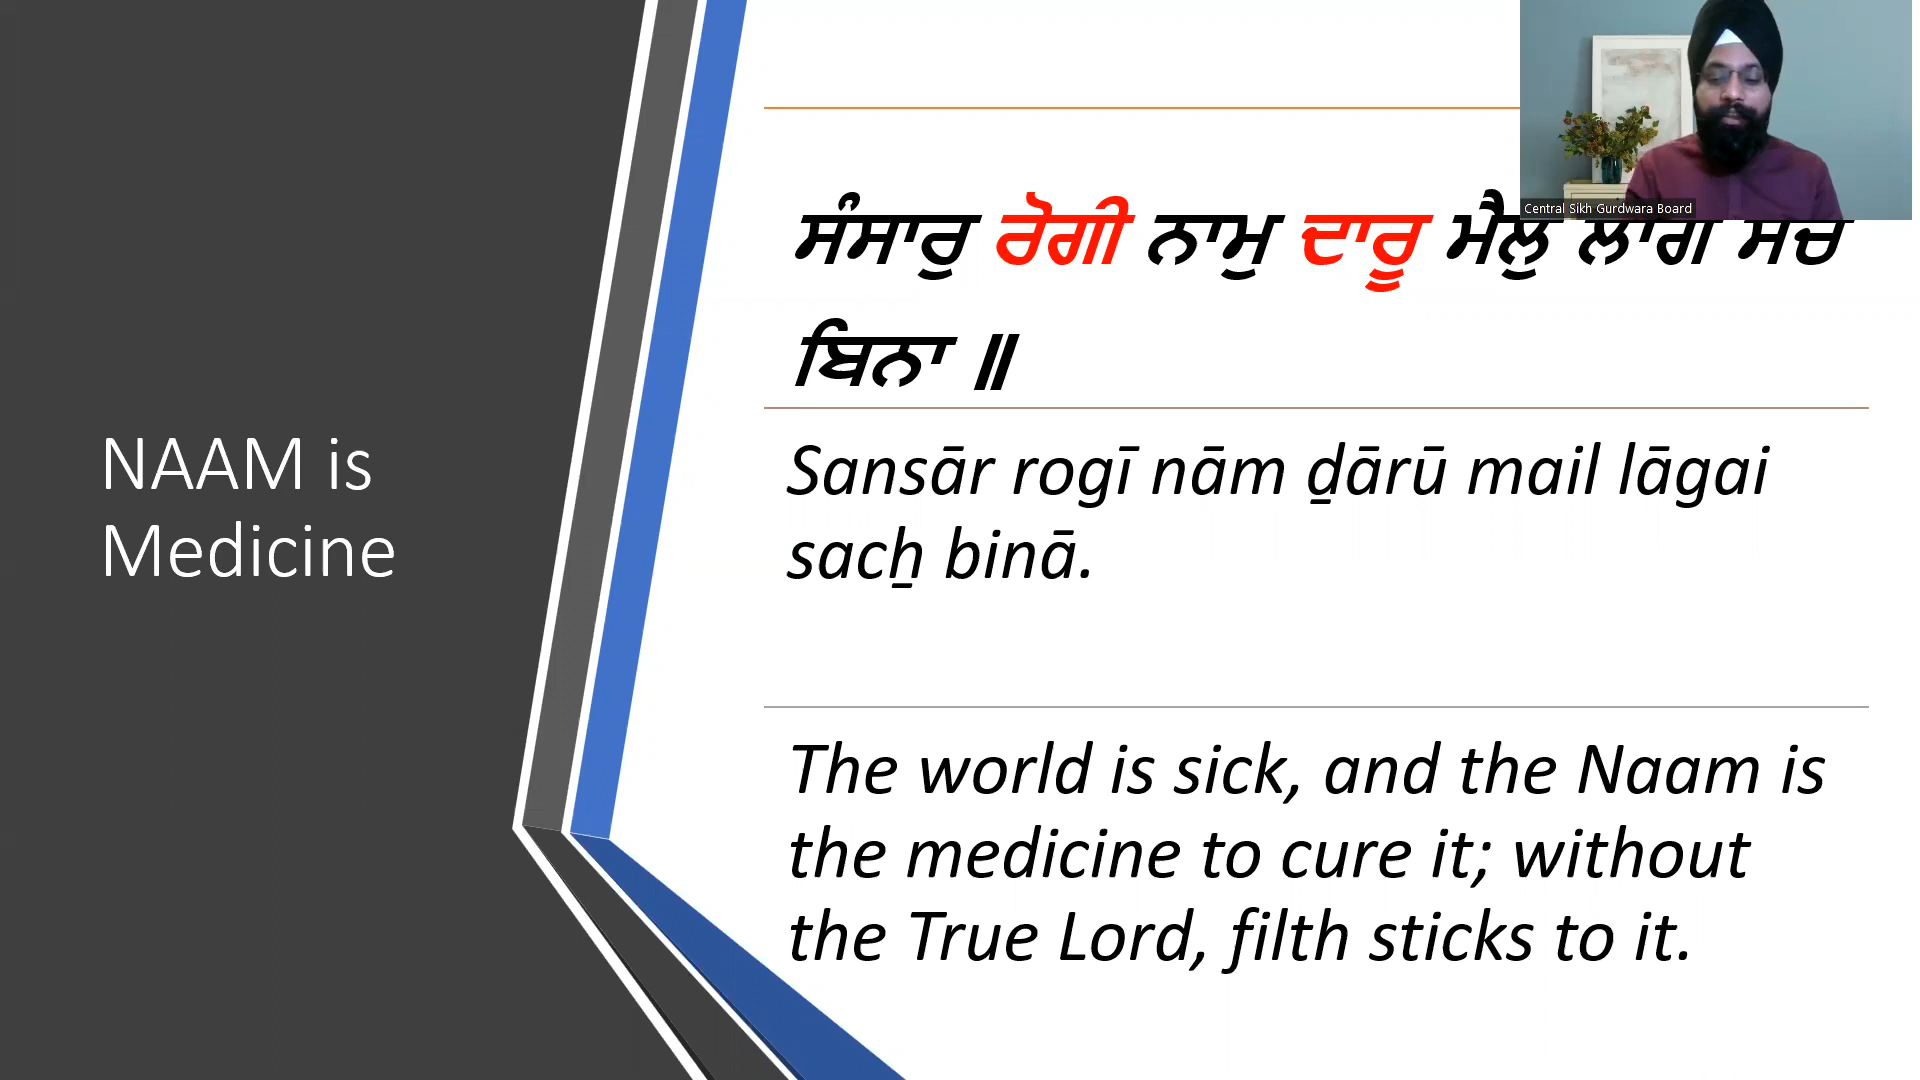 Central Sikh Gurdwara Board
NAAM is
Medicine
ਸੰਸਾਰੁ ਰੋਗੀ ਨਾਮੁ ਦਾਰੂ ਮੈਲੁ ਲਾਗੈ ਸਚ
ਬਿਨਾ ॥
Sansār rogī nām ḏārū mail lāgai
sacẖ binā.
The world is sick, and the Naam is
the medicine to cure it; without
the True Lord, filth sticks to it.